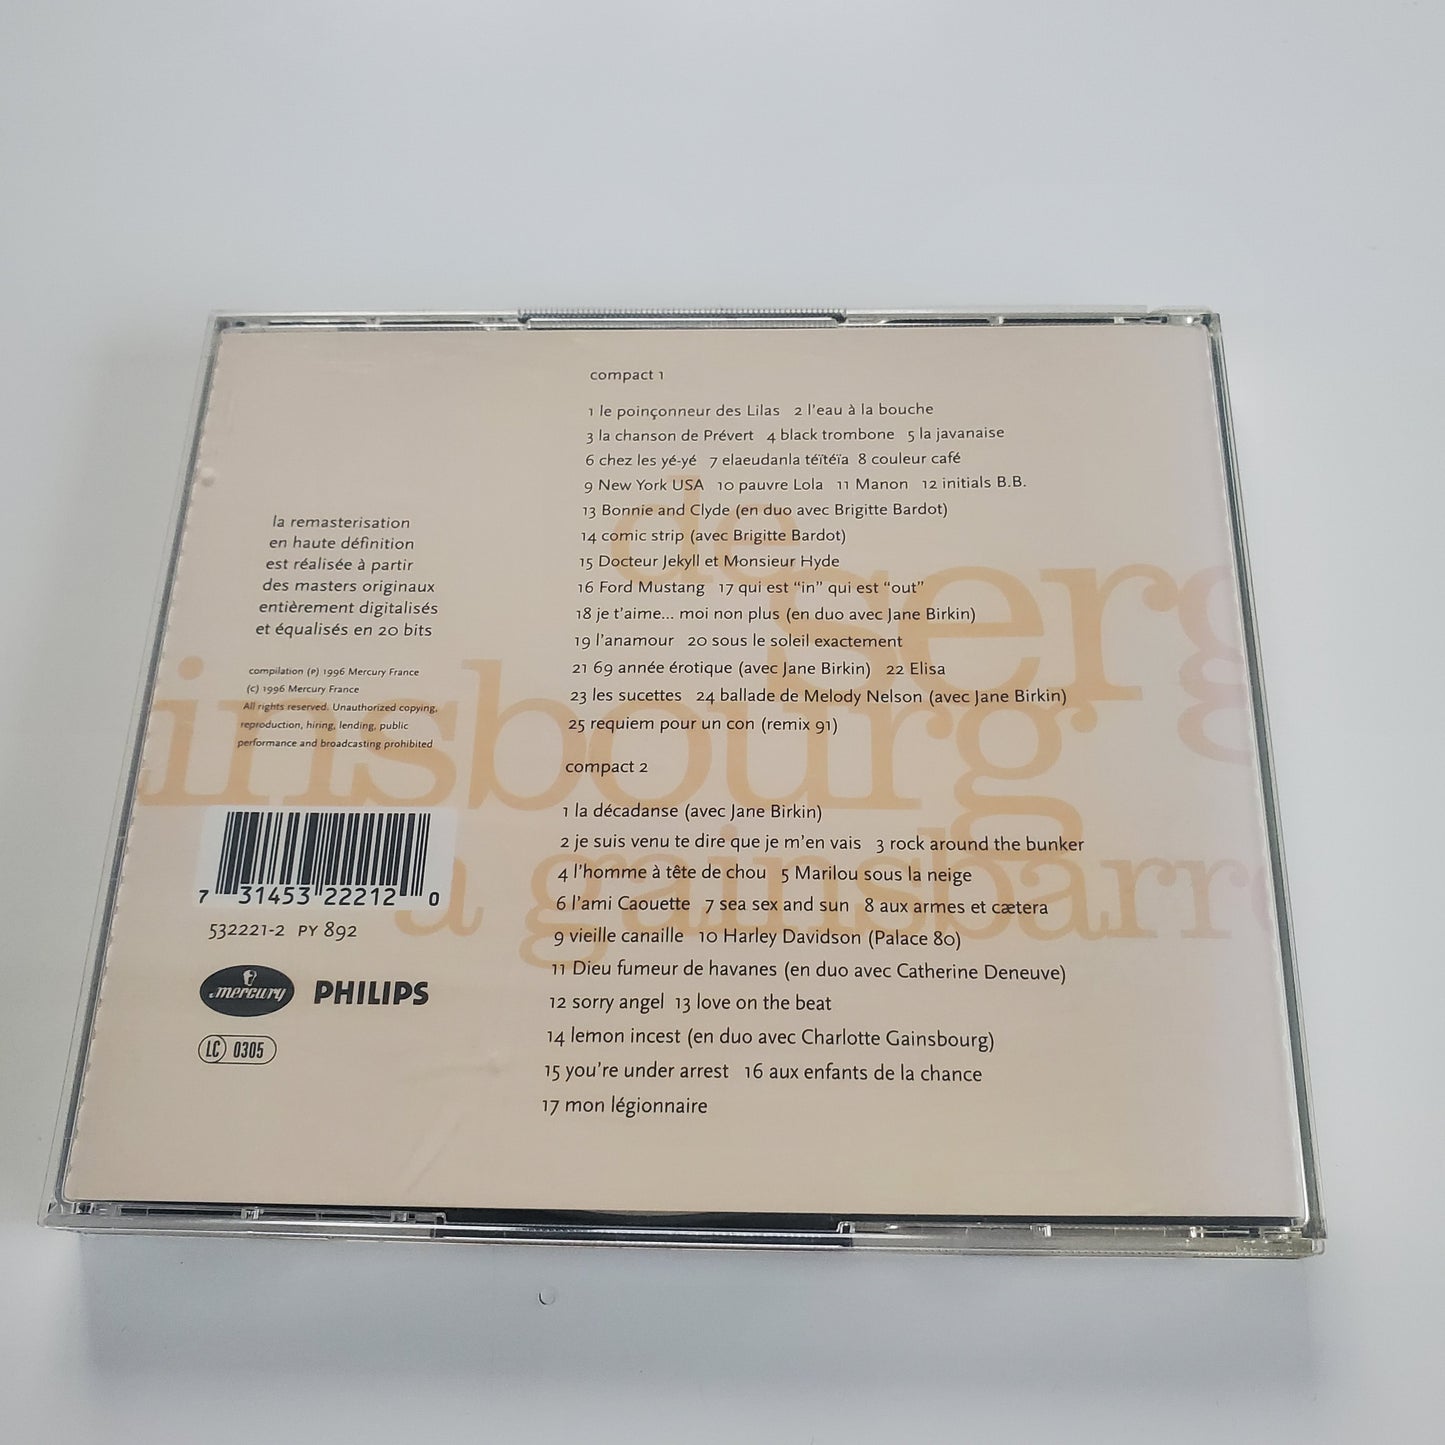 compact 1
1 le poinçonneur des Lilas 2 l'eau à la bouche
3 la chanson de Prévert 4 black trombone 5 la javanaise
6 chez les yé-yé 7 elaeudanla téïtéïa 8 couleur café
9 New York USA 10 pauvre Lola 11 Manon 12 initials B.B.
13 Bonnie and Clyde (en duo avec Brigitte Bardot)
14 comic strip (avec Brigitte Bardot)
15 Docteur Jekyll et Monsieur Hyde
16 Ford Mustang 17 qui est “in” qui est “out”
18 je t'aime... moi non plus (en duo avec Jane Birkin)
19 l'anamour 20 sous le soleil exactement
21 69 année érotique (avec Jane Birkin) 22 Elisa
23 les sucettes 24 ballade de Melody Nelson (avec Jane Birkin)
25 requiem pour un con (remix 91)
compact 2
1 la décadanse (avec Jane Birkin)
2 je suis venu te dire que je m'en vais 3 rock around the bunker
4 l'homme à tête de chou 5 Marilou sous la neige
6 l'ami Caouette 7 sea sex and sun 8 aux armes et cætera
9 vieille canaille 10 Harley Davidson (Palace 80)
11 Dieu fumeur de havanes (en duo avec Catherine Deneuve)
12 sorry angel 13 love on the beat
14 lemon incest (en duo avec Charlotte Gainsbourg)
15 you're under arrest 16 aux enfants de la chance
17 mon légionnaire
la remasterisation
en haute définition
est réalisée à partir
des masters originaux
entièrement digitalisés
et équalisés en 20 bits
compilation (P) 1996 Mercury France
(C) 1996 Mercury France
All rights reserved. Unauthorized copying,
reproduction, hiring, lending, public
performance and broadcasting prohibited
7 31453 22212 0
532221-2 PY 892
mercury PHILIPS
LC 0305
de
serg
insbourg
a gainsbarre